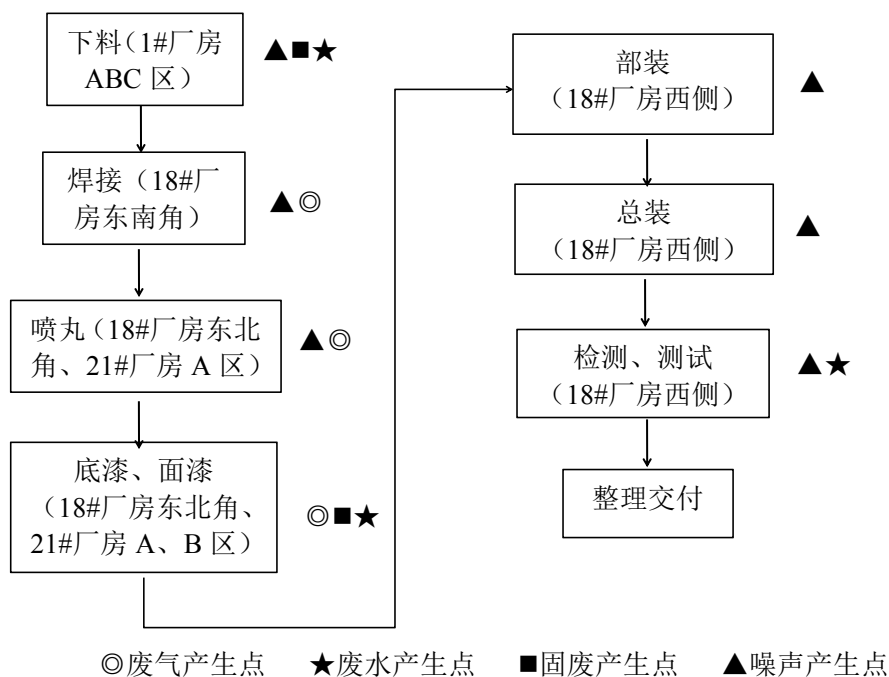 下料（1#厂房
ABC 区）
▲■★
焊接（18#厂
房东南角）
▲◎
喷丸（18#厂房东北
角、21#厂房 A 区）
▲◎
底漆、面漆
（18#厂房东北角、
21#厂房 A、B 区）
◎■★
部装
（18#厂房西侧）
▲
总装
（18#厂房西侧）
▲
检测、测试
（18#厂房西侧）
▲★
整理交付
◎废气产生点 ★废水产生点 ■固废产生点 ▲噪声产生点